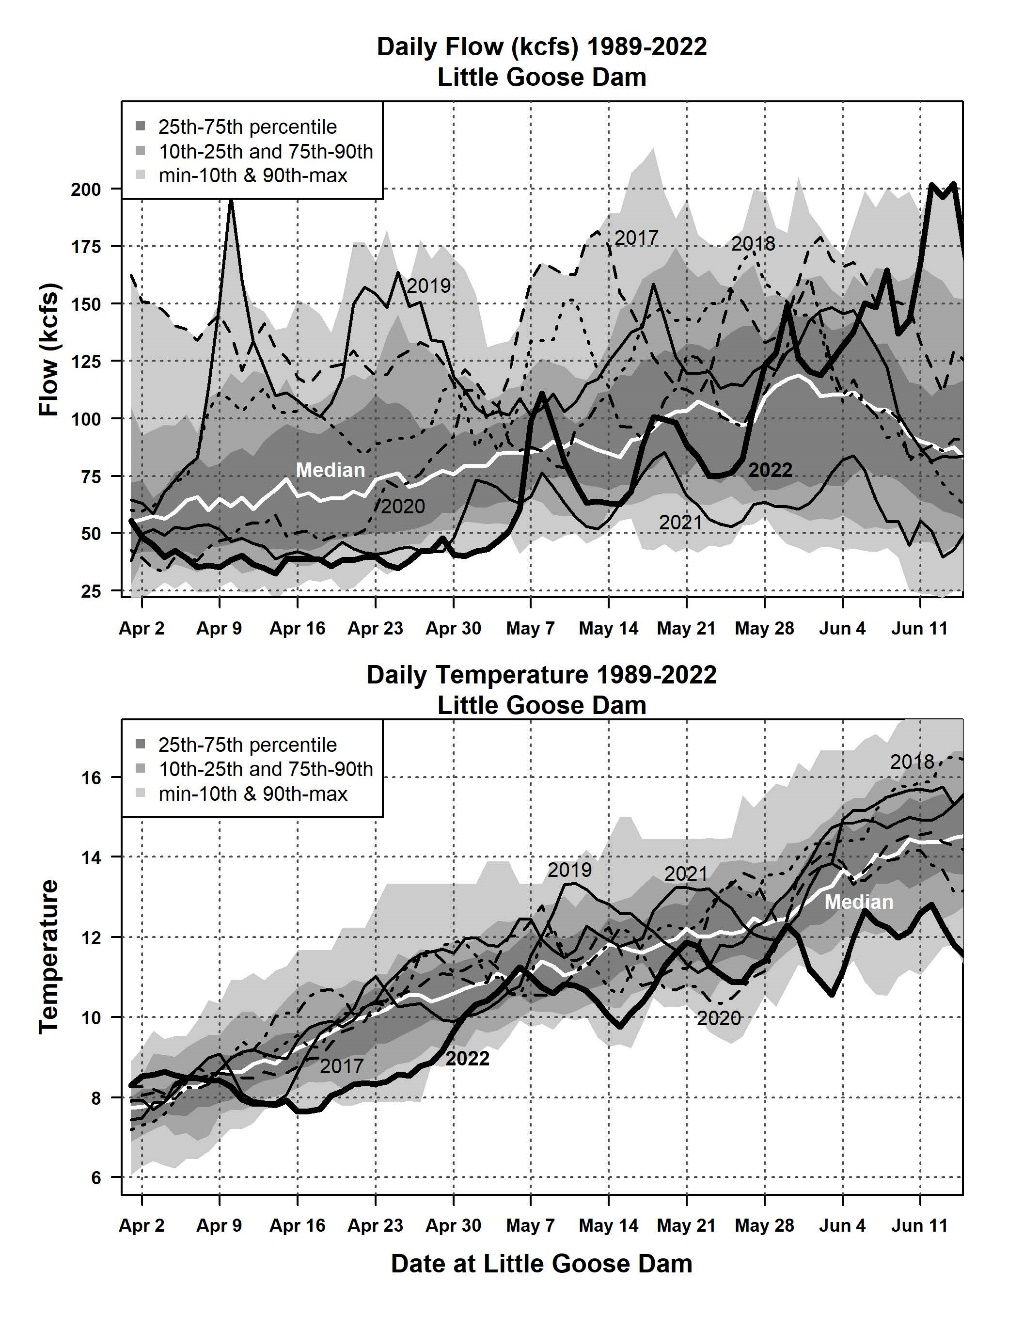 Daily Flow (kcfs) 1989-2022
Little Goose Dam
25th-75th percentile
10th-25th and 75th-90th
min-10th & 90th-max
200
175
150
125
100
75
50
25
Flow (kcfs)
2017
2018
2019
Median
2022
2020
2021
Apr 2 Apr 9 Apr 16 Apr 23 Apr 30 May 7 May 14 May 21 May 28 Jun 4 Jun 11
Daily Temperature 1989-2022
Little Goose Dam
25th-75th percentile
10th-25th and 75th-90th
min-10th & 90th-max
16
14
12
10
8
6
Temperature
2018
2019
2021
Median
2020
2022
2017
Apr 2 Apr 9 Apr 16 Apr 23 Apr 30 May 7 May 14 May 21 May 28 Jun 4 Jun 11
Date at Little Goose Dam